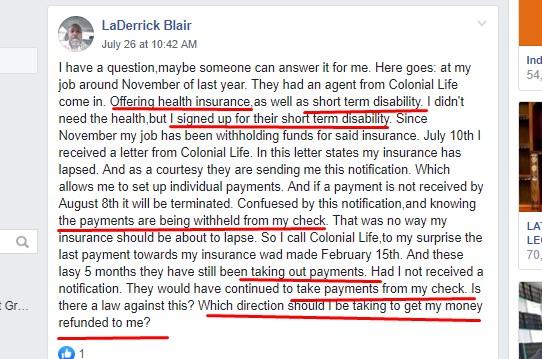 LaDerrick Blair
July 26 at 10:42 AM
I have a question,maybe someone can answer it for me. Here goes: at my
job around November of last year. They had an agent from Colonial Life
come in. Offering health insurance,as well as short term disability. I didn't
need the health,but I signed up for their short term disability. Since
November my job has been withholding funds for said insurance. July 10th I
received a letter from Colonial Life. In this letter states my insurance has
lapsed. And as a courtesy they are sending me this notification. Which
allows me to set up individual payments. And if a payment is not received by
August 8th it will be terminated. Confuesed by this notification,and knowing
the payments are being withheld from my check. That was no way my
insurance should be about to lapse. So I call Colonial Life,to my surprise the
last payment towards my insurance wad made February 15th. And these
lasy 5 months they have still been taking out payments. Had I not received a
notification. They would have continued to take payments from my check. Is
there a law against this? Which direction should I be taking to get my money
refunded to me?
1
t Gr...
Ind
54,
LAT
LE
70,